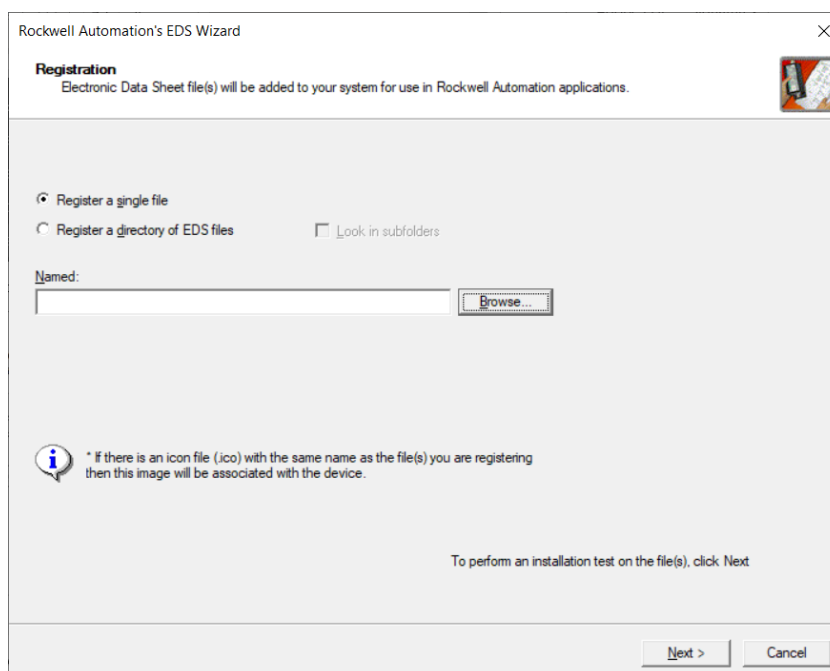 Rockwell Automation's EDS Wizard
Registration
Electronic Data Sheet file(s) will be added to your system for use in Rockwell Automation applications.
Register a single file
Register a directory of EDS files
Look in subfolders
Named:
Browse...
* If there is an icon file (.ico) with the same name as the file(s) you are registering
then this image will be associated with the device.
To perform an installation test on the file(s), click Next
Next >
Cancel